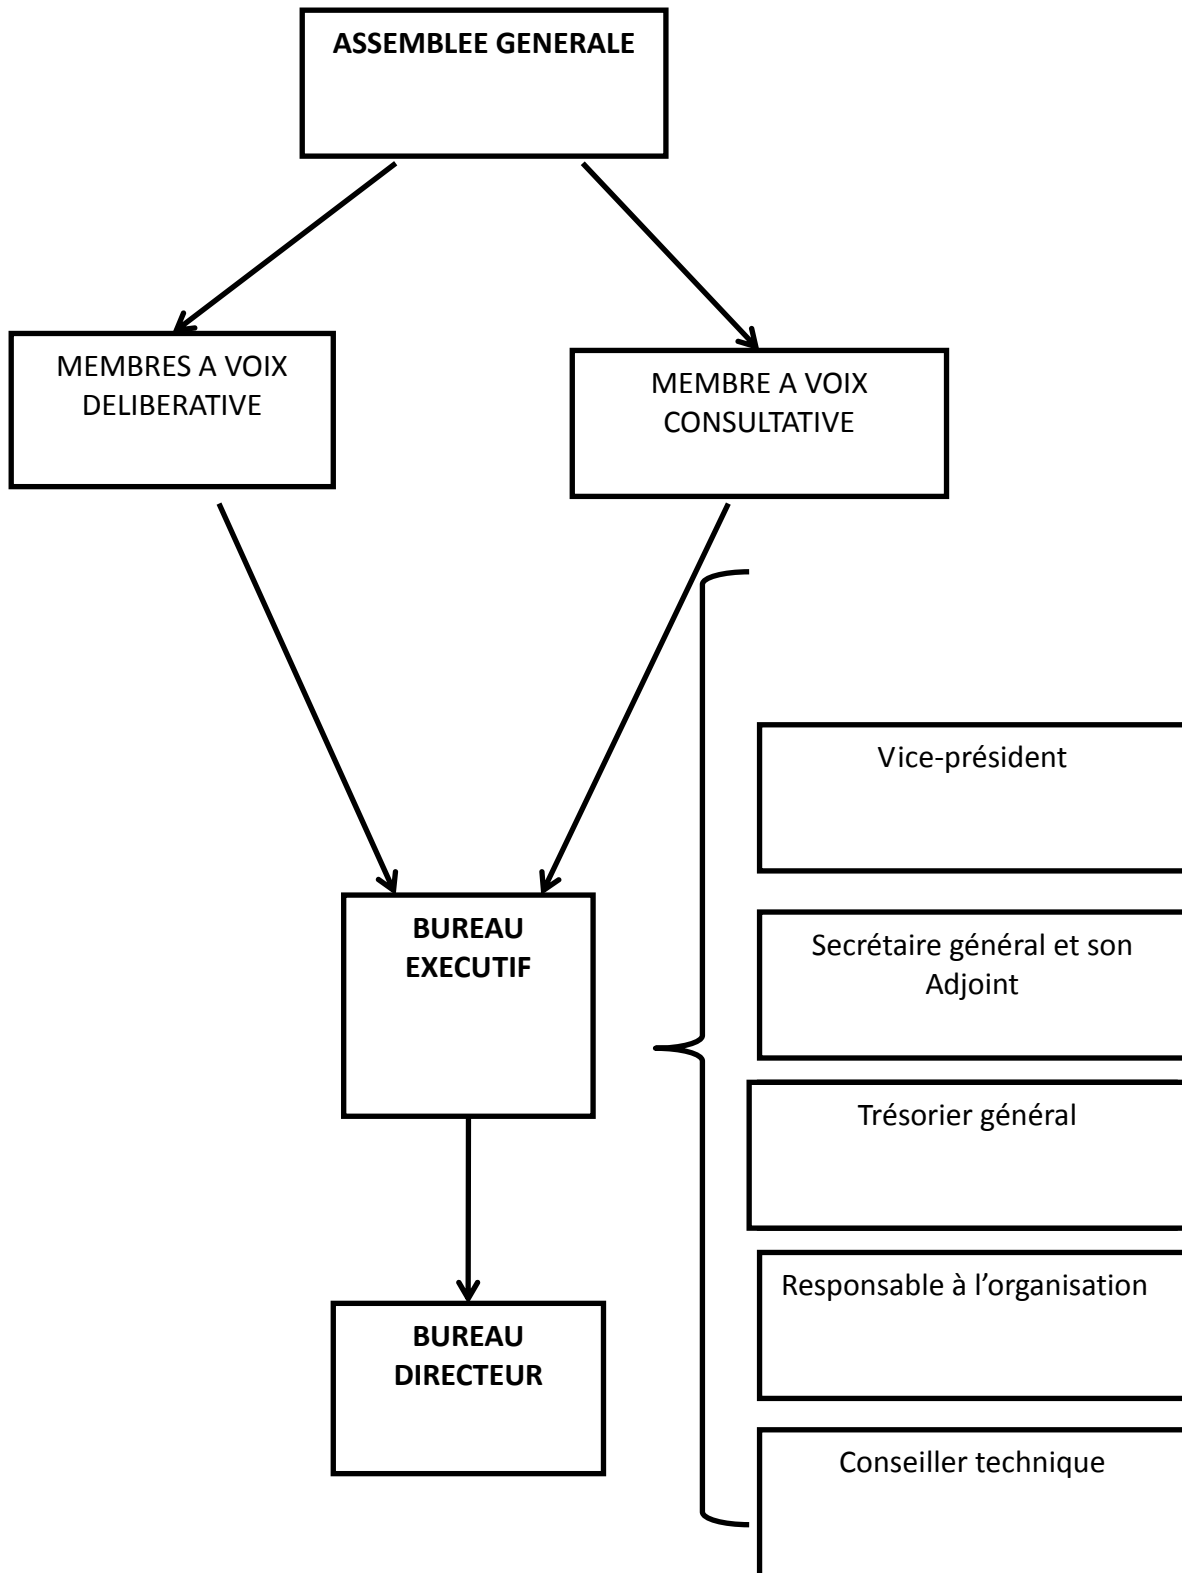 ASSEMBLEE GENERALE
MEMBRES A VOIX
DELIBERATIVE
MEMBRE A VOIX
CONSULTATIVE
Vice-président
BUREAU
EXECUTIF
Secrétaire général et son
Adjoint
Trésorier général
Responsable à l’organisation
BUREAU
DIRECTEUR
Conseiller technique